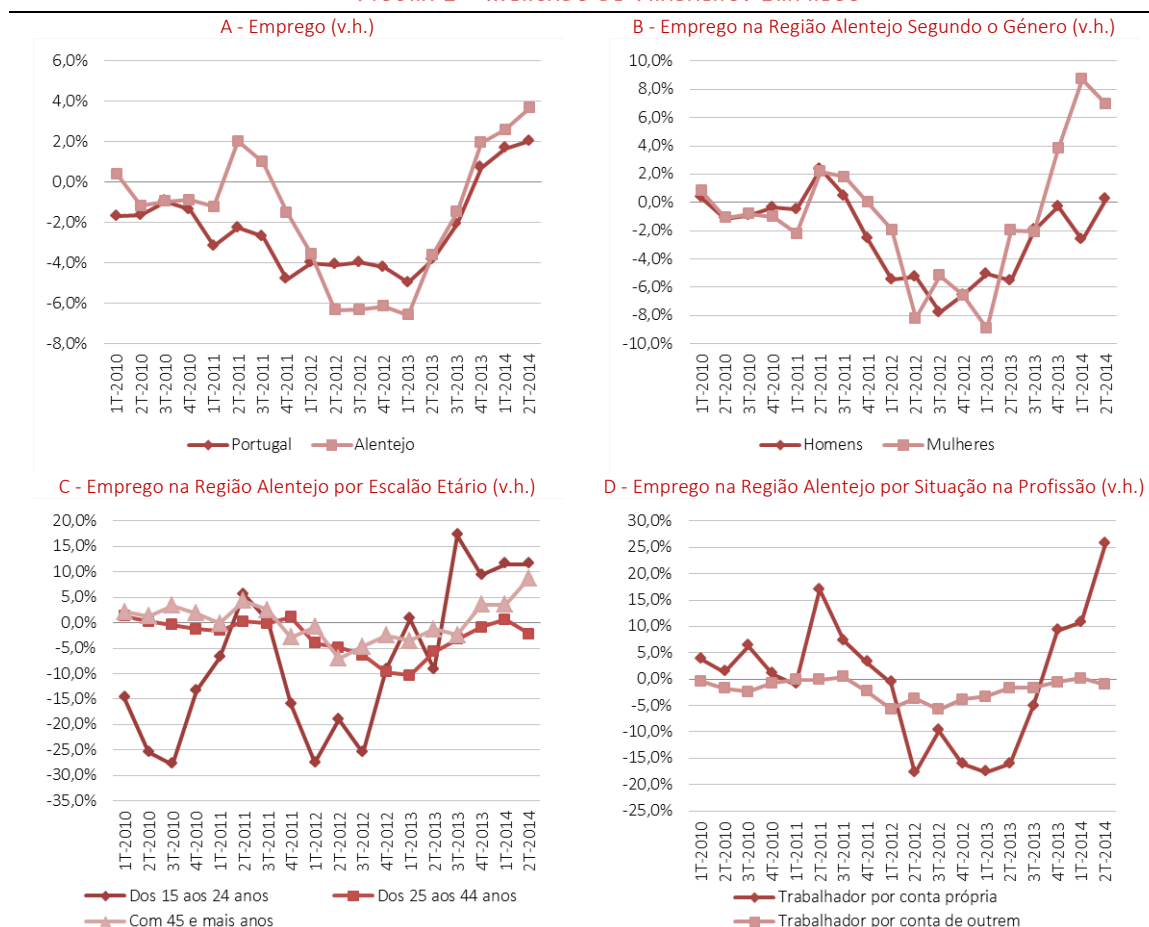 A - Emprego (v.h.)
6,0%
4,0%
2,0%
0,0%
-2,0%
-4,0%
-6,0%
-8,0%
1T-2010
2T-2010
3T-2010
4T-2010
1T-2011
2T-2011
3T-2011
4T-2011
1T-2012
2T-2012
3T-2012
4T-2012
1T-2013
2T-2013
3T-2013
4T-2013
1T-2014
2T-2014
Portugal Alentejo
B - Emprego na Região Alentejo Segundo o Género (v.h.)
10,0%
8,0%
6,0%
4,0%
2,0%
0,0%
-2,0%
-4,0%
-6,0%
-8,0%
-10,0%
1T-2010
2T-2010
3T-2010
4T-2010
1T-2011
2T-2011
3T-2011
4T-2011
1T-2012
2T-2012
3T-2012
4T-2012
1T-2013
2T-2013
3T-2013
4T-2013
1T-2014
2T-2014
Homens Mulheres
C - Emprego na Região Alentejo por Escalão Etário (v.h.)
20,0%
15,0%
10,0%
5,0%
0,0%
-5,0%
-10,0%
-15,0%
-20,0%
-25,0%
-30,0%
-35,0%
1T-2010
2T-2010
3T-2010
4T-2010
1T-2011
2T-2011
3T-2011
4T-2011
1T-2012
2T-2012
3T-2012
4T-2012
1T-2013
2T-2013
3T-2013
4T-2013
1T-2014
2T-2014
Dos 15 aos 24 anos Dos 25 aos 44 anos
Com 45 e mais anos
D - Emprego na Região Alentejo por Situação na Profissão (v.h.)
30,0%
25,0%
20,0%
15,0%
10,0%
5,0%
0,0%
-5,0%
-10,0%
-15,0%
-20,0%
-25,0%
1T-2010
2T-2010
3T-2010
4T-2010
1T-2011
2T-2011
3T-2011
4T-2011
1T-2012
2T-2012
3T-2012
4T-2012
1T-2013
2T-2013
3T-2013
4T-2013
1T-2014
2T-2014
Trabalhador por conta própria
Trabalhador por conta de outrem